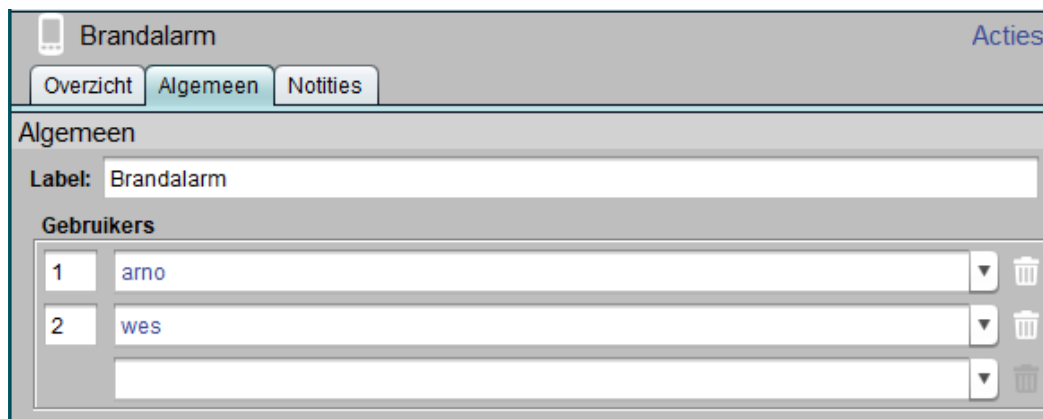 Brandalarm Acties
Overzicht Algemeen Notities
Algemeen
Label: Brandalarm
Gebruikers
1 arno
2 wes